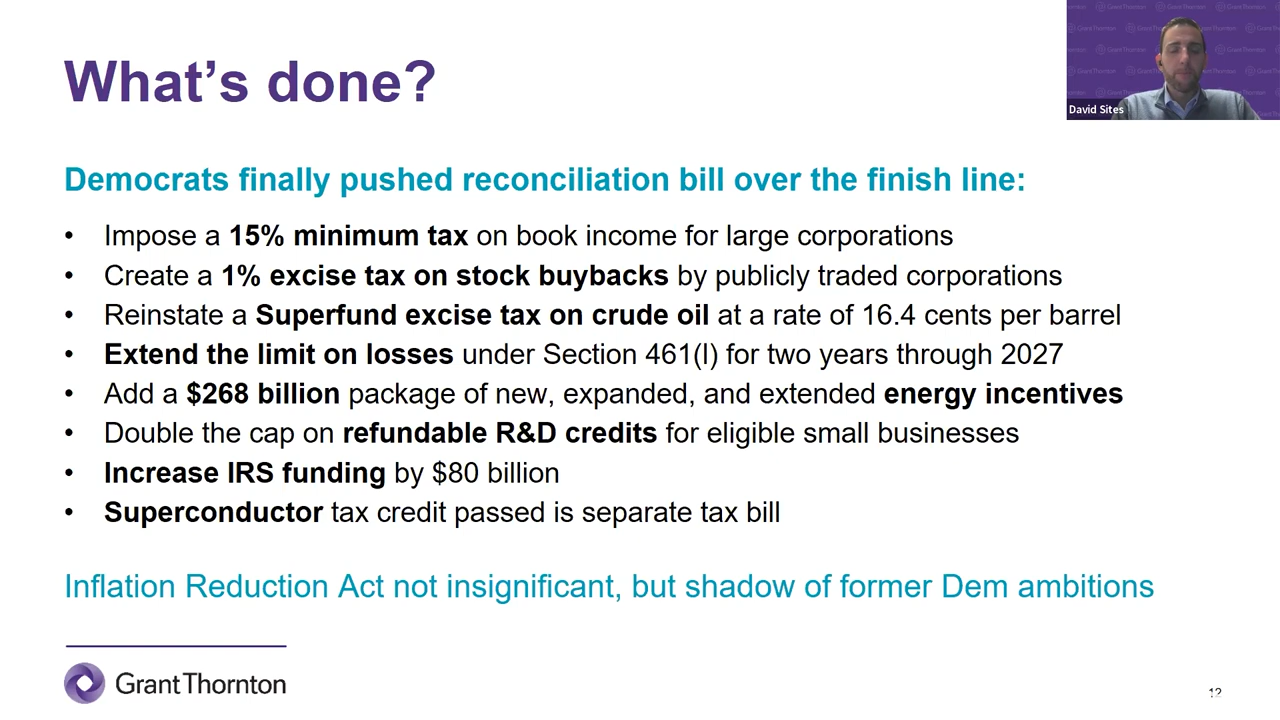 What's done?
David Sites
Democrats finally pushed reconciliation bill over the finish line:
• Impose a 15% minimum tax on book income for large corporations
• Create a 1% excise tax on stock buybacks by publicly traded corporations
• Reinstate a Superfund excise tax on crude oil at a rate of 16.4 cents per barrel
• Extend the limit on losses under Section 461(l) for two years through 2027
• Add a $268 billion package of new, expanded, and extended energy incentives
• Double the cap on refundable R&D credits for eligible small businesses
• Increase IRS funding by $80 billion
• Superconductor tax credit passed is separate tax bill
Inflation Reduction Act not insignificant, but shadow of former Dem ambitions
GrantThornton
12